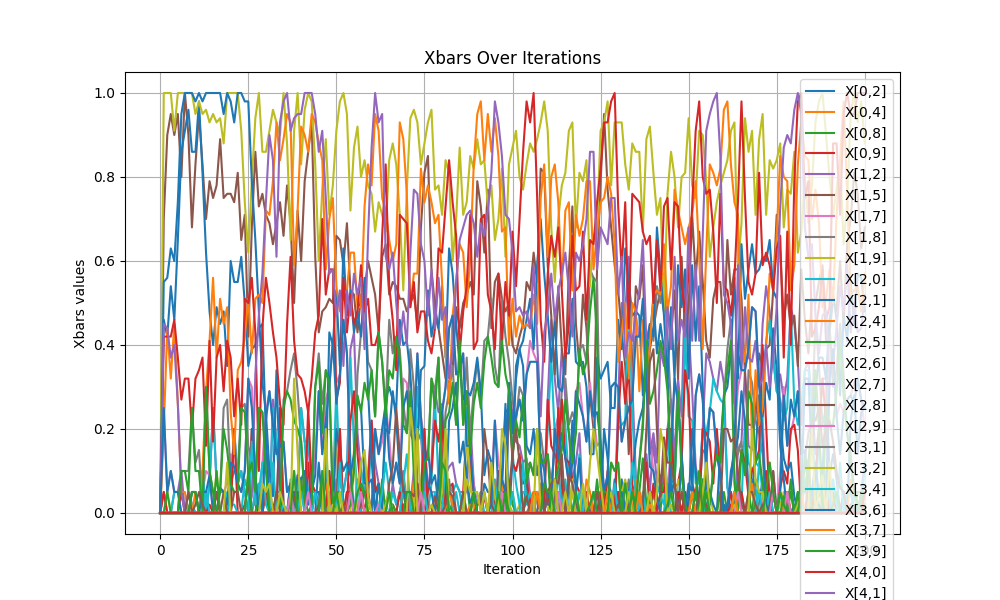 Xbars Over Iterations
Xbars values
1.0
0.8
0.6
0.4
0.2
0.0
0
25
50
75
100
125
150
175
Iteration
X[0,2]
X[0,4]
X[0,8]
X[0,9]
X[1,2]
X[1,5]
X[1,7]
X[1,8]
X[1,9]
X[2,0]
X[2,1]
X[2,4]
X[2,5]
X[2,6]
X[2,7]
X[2,8]
X[2,9]
X[3,1]
X[3,2]
X[3,4]
X[3,6]
X[3,7]
X[3,9]
X[4,0]
X[4,1]